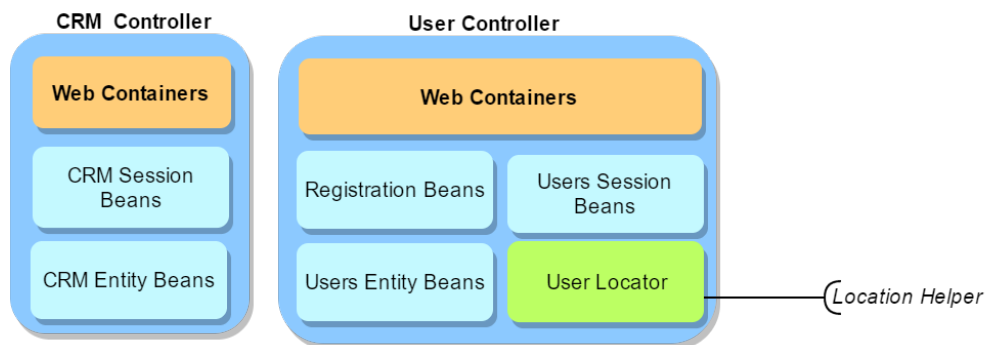 CRM Controller
Web Containers
CRM Session
Beans
CRM Entity Beans
User Controller
Web Containers
Registration Beans
Users Session
Beans
Users Entity Beans
User Locator
Location Helper